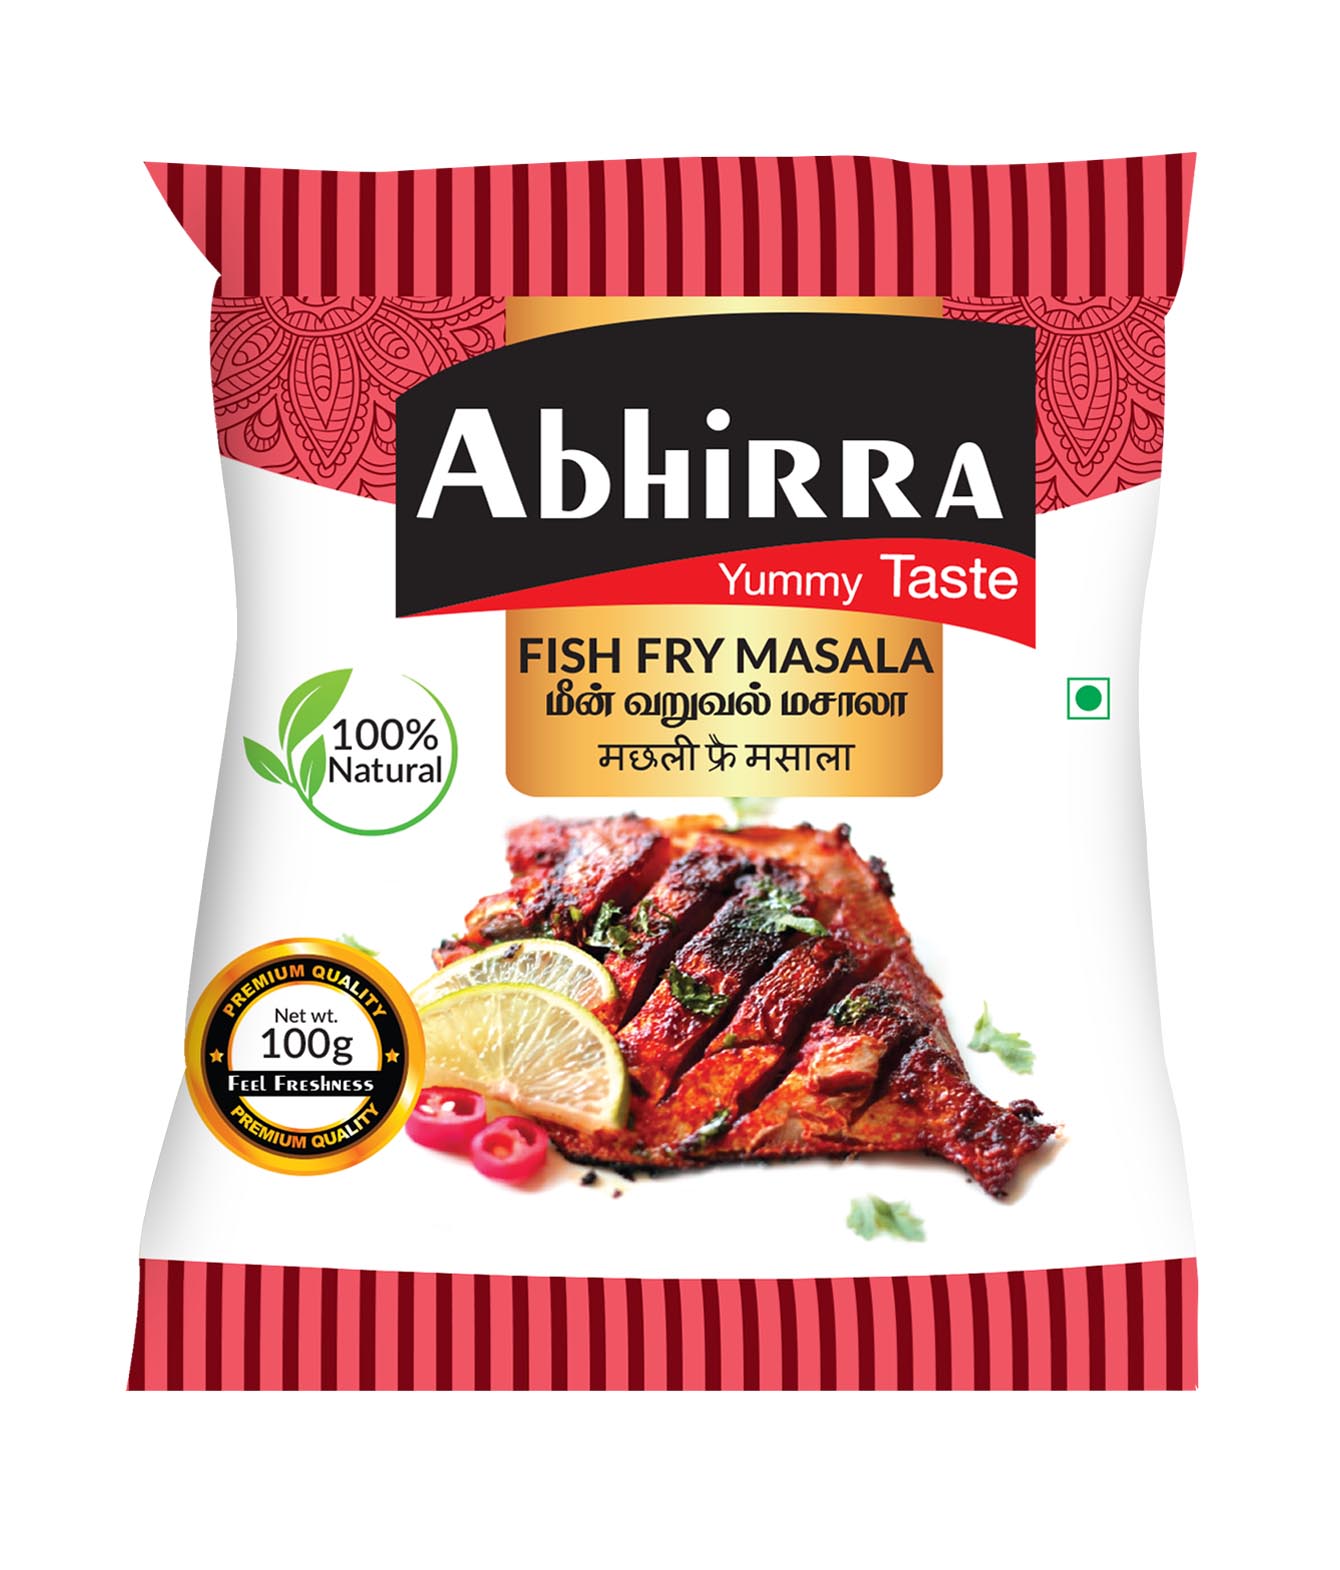 Abhirra
Yummy Taste
FISH FRY MASALA
மீன் வறுவல் மசாலா
मछली फ्रै मसाला
100%
Natural
PREMIUM QUALITY
Net wt.
100g
Feel Freshness
PREMIUM QUALITY